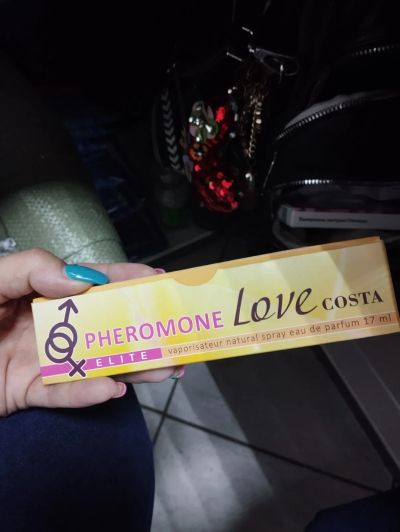 PHEROMONE Love COSTA
ELITE
vaporisateur natural spray eau de parfum 17 ml